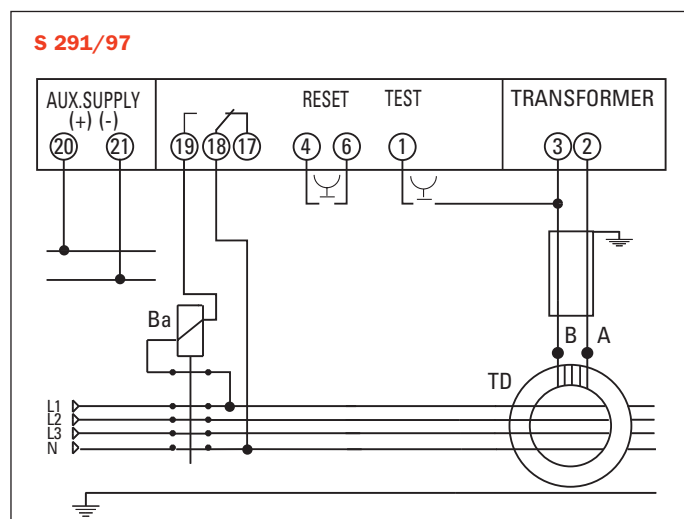 S 291/97
AUX.SUPPLY
(+) (-)
RESET
TEST
TRANSFORMER
20
21
19
18
17
4
6
1
3
2
Ba
B
A
TD
L1
L2
L3
N